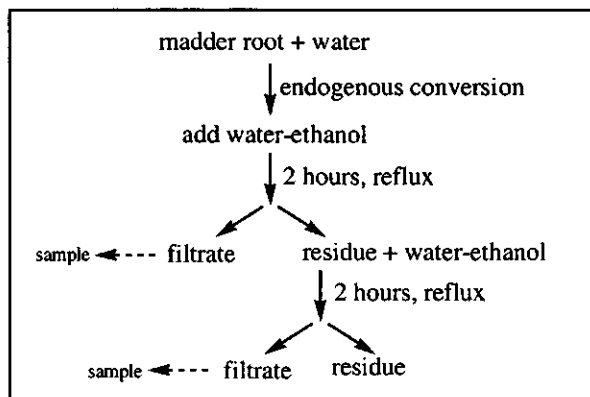 madder root + water
endogenous conversion
add water-ethanol
2 hours, reflux
sample filtrate residue + water-ethanol
2 hours, reflux
sample filtrate residue